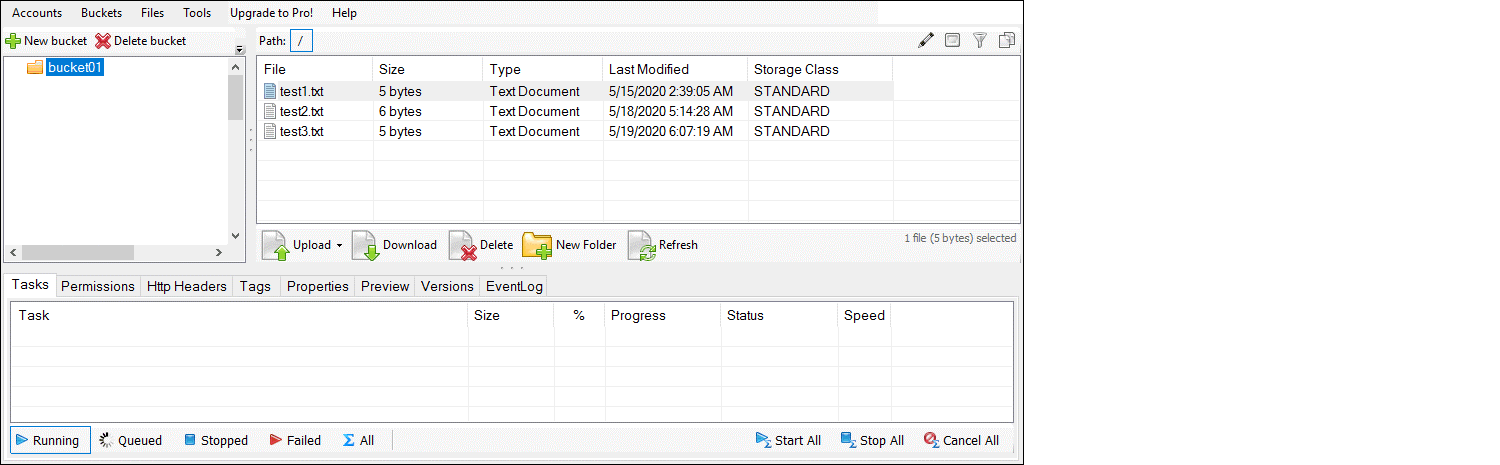 Accounts Buckets Files Tools Upgrade to Pro! Help
New bucket Delete bucket
Path: /
bucket01
File Size Type Last Modified Storage Class
test1.txt 5 bytes Text Document 5/15/2020 2:39:05 AM STANDARD
test2.txt 6 bytes Text Document 5/18/2020 5:14:28 AM STANDARD
test3.txt 5 bytes Text Document 5/19/2020 6:07:19 AM STANDARD
Upload Download Delete New Folder Refresh 1 file (5 bytes) selected
Tasks Permissions Http Headers Tags Properties Preview Versions EventLog
Task Size % Progress Status Speed
Running Queued Stopped Failed All Start All Stop All Cancel All